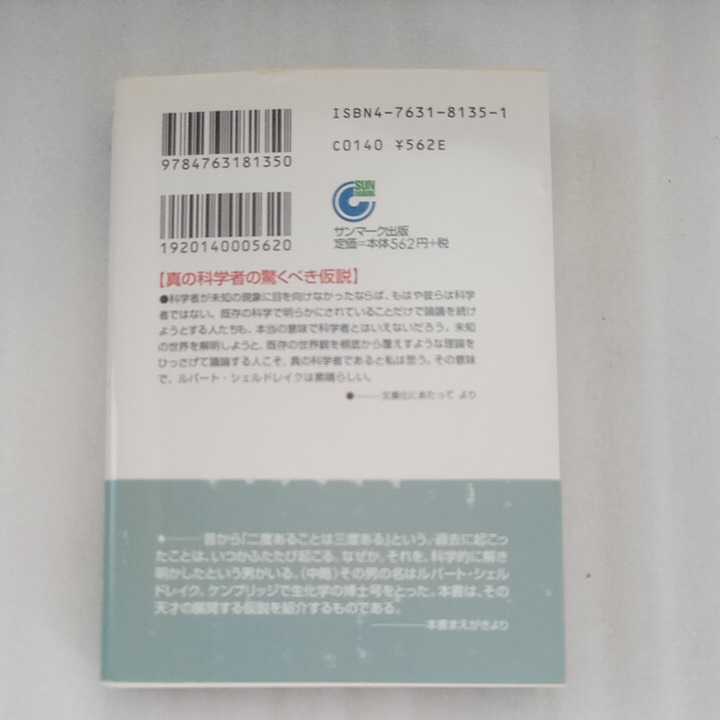 ISBN4-7631-8135-1
C0140 ¥562E
9784763181350
SUN
1920140005620
サンマーク出版
定価=本体562円+税
【真の科学者の驚くべき仮説】
●科学者が未知の現象に目を向けなかったならば、もはや彼らは科学
者ではない。既存の科学で明らかにされていることだけで論議を続け
ようとする人たちも、本当の意味で科学者とはいえないだろう。未知
の世界を解明しようと、既存の世界観を根底から覆えすような理論を
ひっさげて議論する人こそ、真の科学者であると私は思う。その意味
で、ルパート・シェルドレイクは素晴らしい。
●——文庫化にあたって より
●——昔から「二度あることは三度ある」という。過去に起こっ
たことは、いつかふたたび起こる。なぜか。それを、科学的に解き
明かしたという男がいる。(中略)その男の名はルパート・シェル
ドレイク。ケンブリッジで生化学の博士号をとった。本書は、その
天才の展開する仮説を紹介するものである。
——本書まえがきより